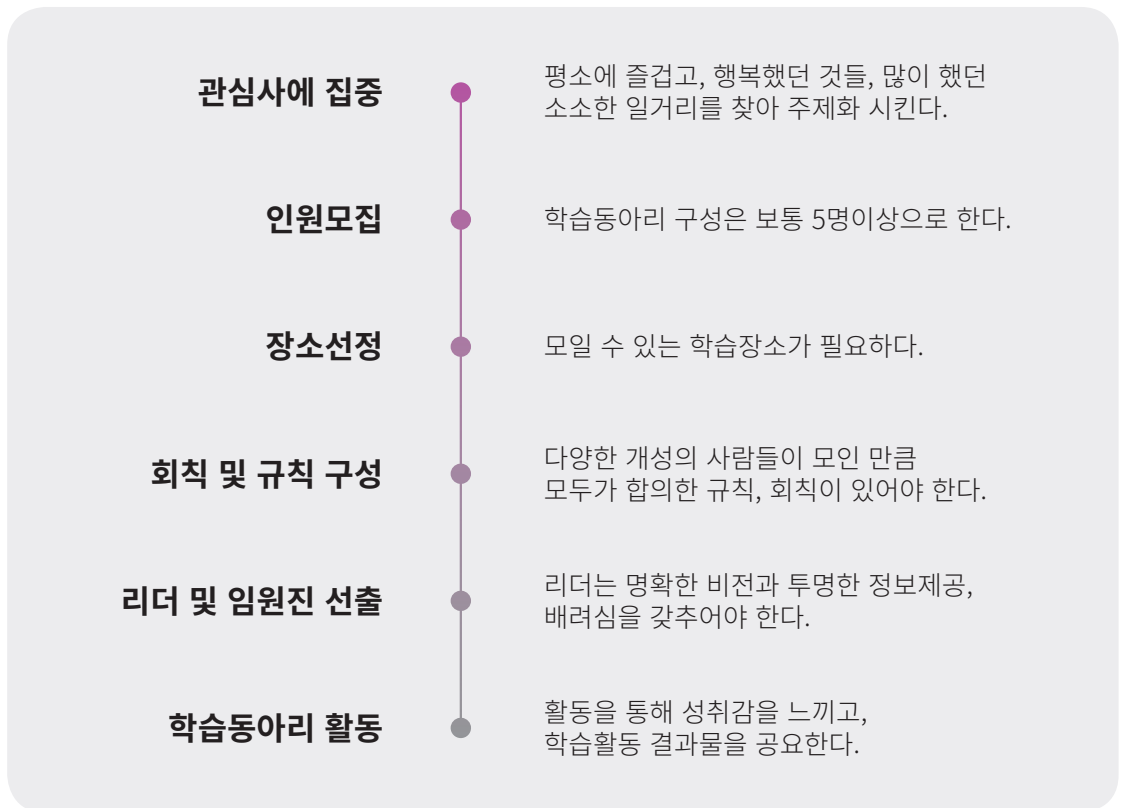 관심사에 집중
평소에 즐겁고, 행복했던 것들, 많이 했던
소소한 일거리를 찾아 주제화 시킨다.
인원모집
학습동아리 구성은 보통 5명이상으로 한다.
장소선정
모일 수 있는 학습장소가 필요하다.
회칙 및 규칙 구성
다양한 개성의 사람들이 모인 만큼
모두가 합의한 규칙, 회칙이 있어야 한다.
리더 및 임원진 선출
리더는 명확한 비전과 투명한 정보제공,
배려심을 갖추어야 한다.
학습동아리 활동
활동을 통해 성취감을 느끼고,
학습활동 결과물을 공요한다.